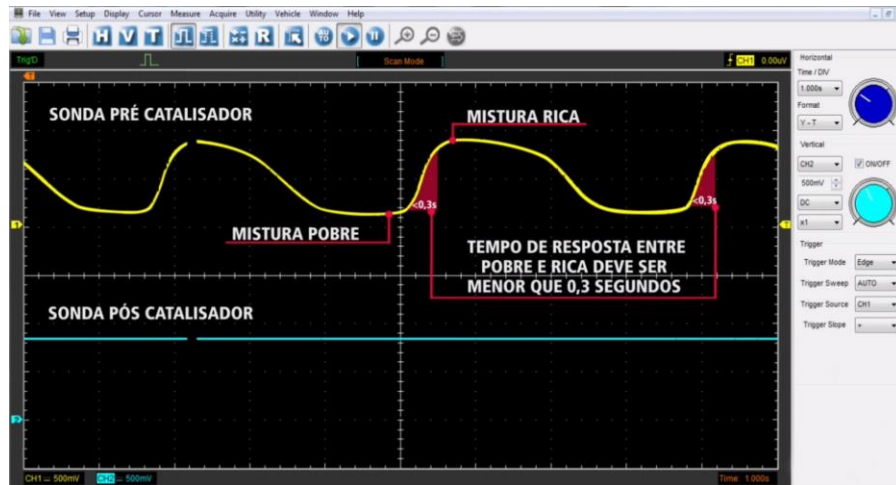 File View Setup Display Cursor Measure Acquire Utility Vehicle Window Help
H V T R
Trig'D
Scan Mode
CH1 0.00uV
T
SONDA PRÉ CATALISADOR
MISTURA RICA
<0,3s
<0,3s
MISTURA POBRE
TEMPO DE RESPOSTA ENTRE
POBRE E RICA DEVE SER
MENOR QUE 0,3 SEGUNDOS
SONDA PÓS CATALISADOR
1
T
2
CH1 500mV CH2 500mV
Time: 1.000s
Horizontal
Time / DIV
1.000s
Format
Y - T
Vertical
CH2
ON/OFF
500mV
DC
x1
Trigger
Trigger Mode Edge
Trigger Sweep AUTO
Trigger Source CH1
Trigger Slope +